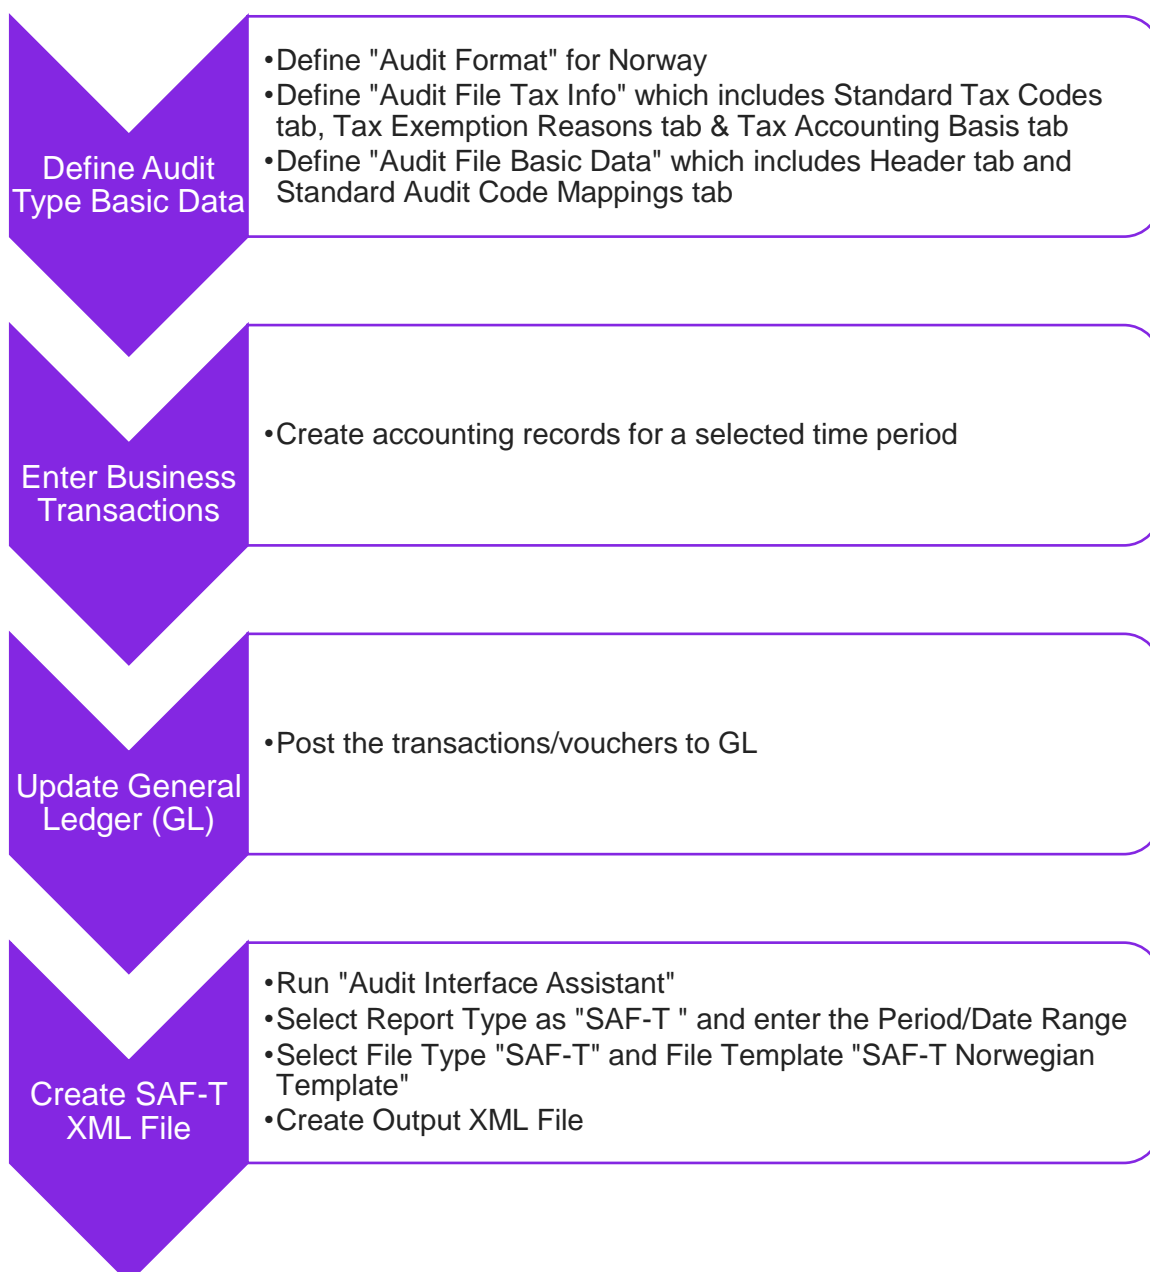 Define Audit
Type Basic Data
•Define "Audit Format" for Norway
•Define "Audit File Tax Info" which includes Standard Tax Codes
tab, Tax Exemption Reasons tab & Tax Accounting Basis tab
•Define "Audit File Basic Data" which includes Header tab and
Standard Audit Code Mappings tab
Enter Business
Transactions
•Create accounting records for a selected time period
Update General
Ledger (GL)
•Post the transactions/vouchers to GL
Create SAF-T
XML File
•Run "Audit Interface Assistant"
•Select Report Type as "SAF-T " and enter the Period/Date Range
•Select File Type "SAF-T" and File Template "SAF-T Norwegian
Template"
•Create Output XML File